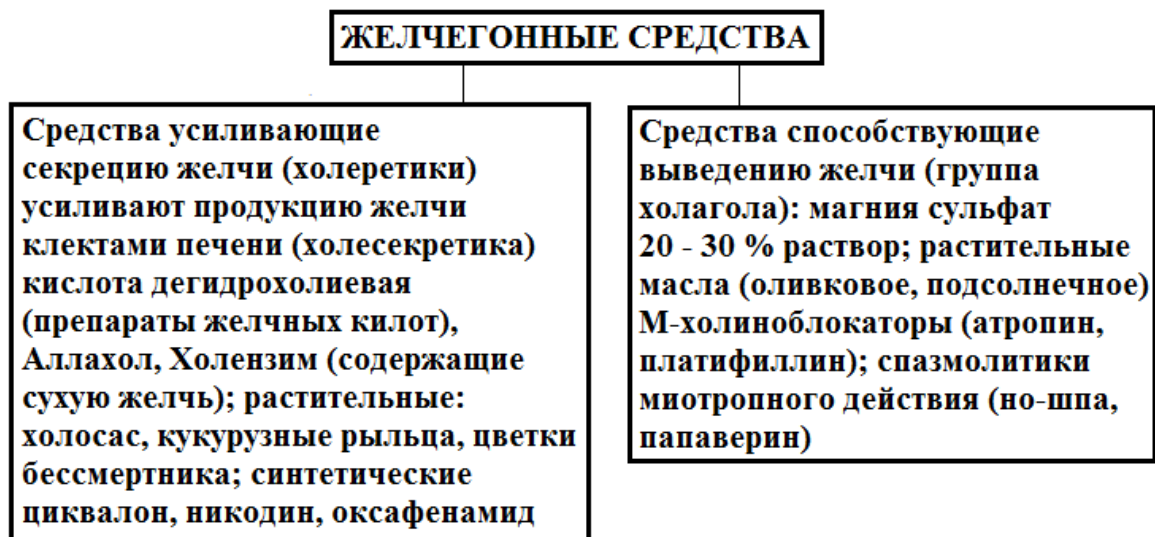 ЖЕЛЧЕГОННЫЕ СРЕДСТВА
Средства усиливающие
секрецию желчи (холеретики)
усиливают продукцию желчи
клектами печени (холесекретика)
кислота дегидрохолиевая
(препараты желчных килот),
Аллахол, Холензим (содержащие
сухую желчь); растительные:
холосас, кукурузные рыльца, цветки
бессмертника; синтетические
циквалон, никодин, оксафенамид
Средства способствующие
выведению желчи (группа
холагола): магния сульфат
20 - 30 % раствор; растительные
масла (оливковое, подсолнечное)
М-холиноблокаторы (атропин,
платифиллин); спазмолитики
миотропного действия (но-шпа,
папаверин)